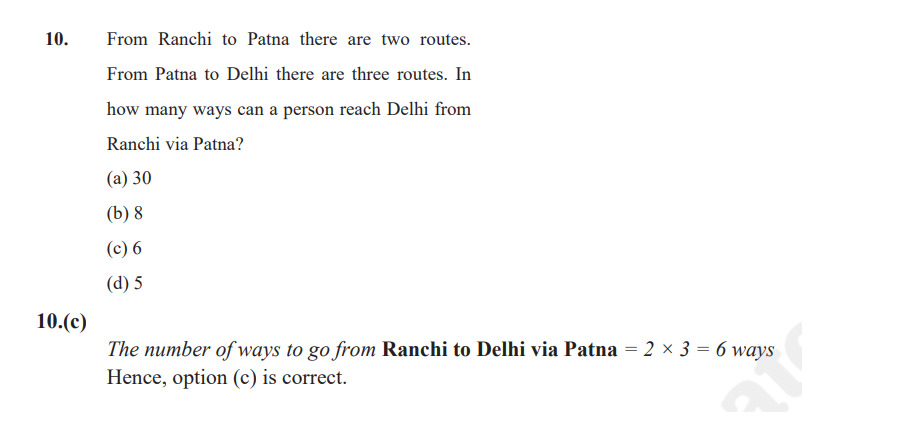 10. From Ranchi to Patna there are two routes.
From Patna to Delhi there are three routes. In
how many ways can a person reach Delhi from
Ranchi via Patna?
(a) 30
(b) 8
(c) 6
(d) 5
10.(c)
The number of ways to go from Ranchi to Delhi via Patna = 2 × 3 = 6 ways
Hence, option (c) is correct.